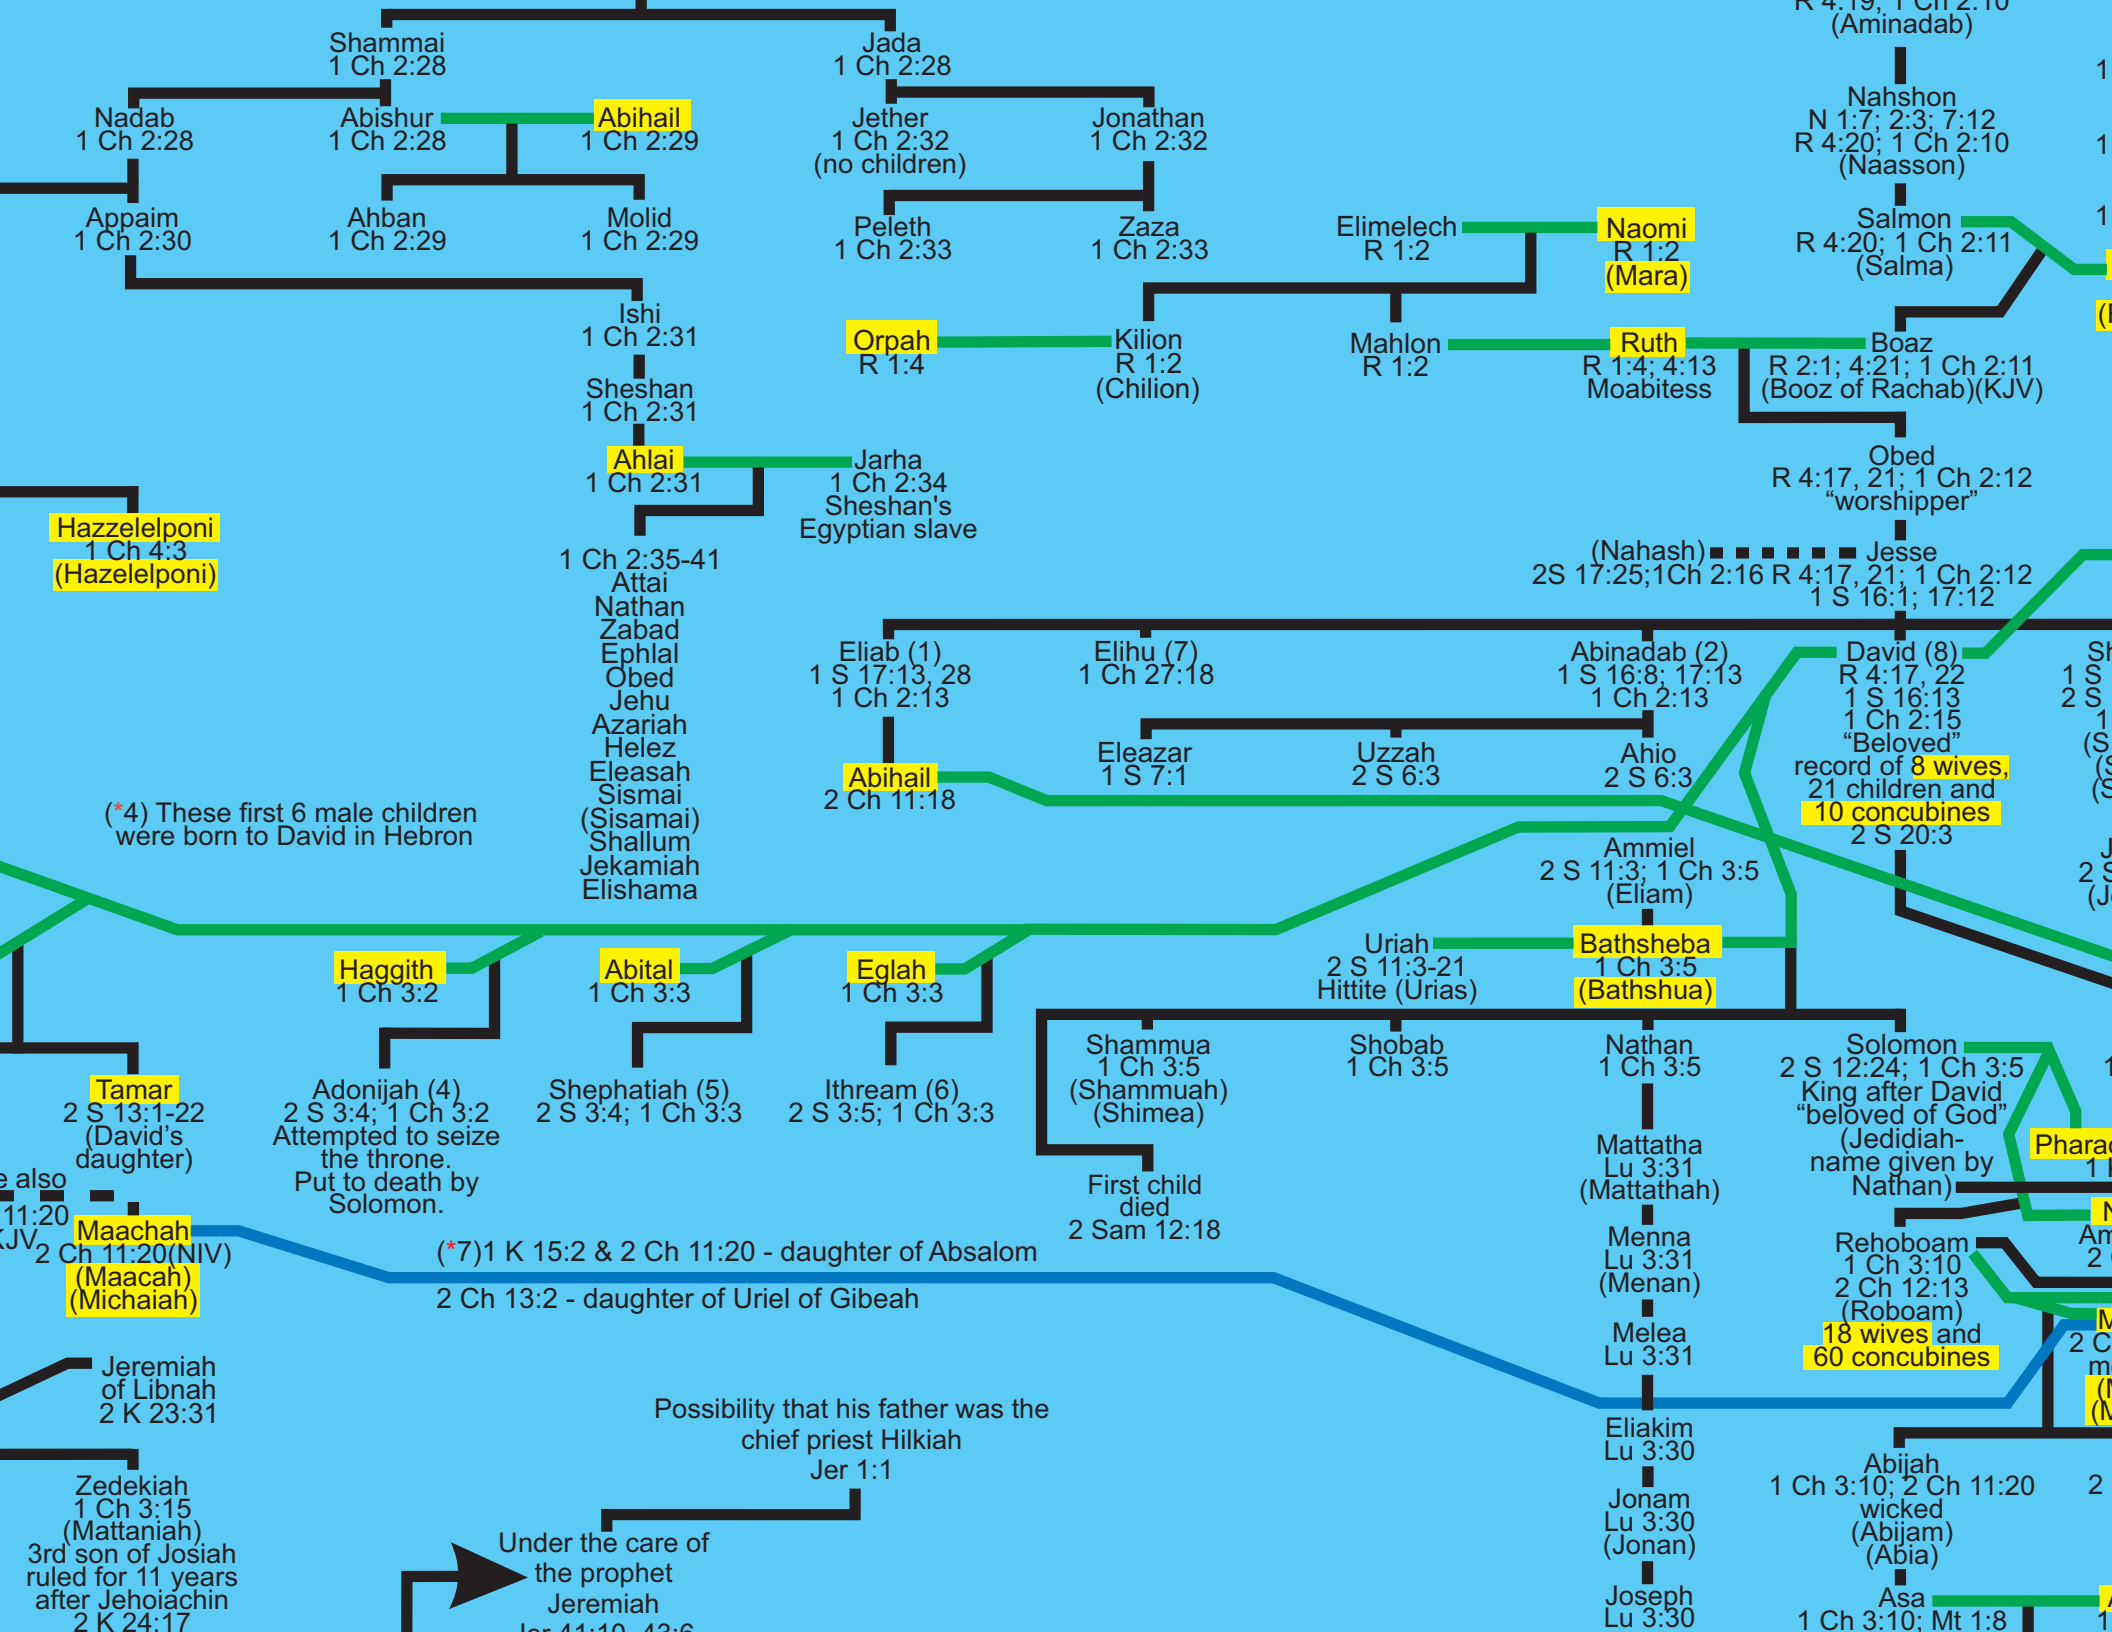 R 4:19; 1 Ch 2:10
(Aminadab)
Shammai
1 Ch 2:28
Jada
1 Ch 2:28
Nadab
1 Ch 2:28
Abishur
1 Ch 2:28
Abihail
1 Ch 2:29
Jether
1 Ch 2:32
(no children)
Jonathan
1 Ch 2:32
Nahshon
N 1:7; 2:3; 7:12
R 4:20; 1 Ch 2:10
(Naasson)
Appaim
1 Ch 2:30
Ahban
1 Ch 2:29
Molid
1 Ch 2:29
Peleth
1 Ch 2:33
Zaza
1 Ch 2:33
Elimelech
R 1:2
Naomi
R 1:2
(Mara)
Salmon
R 4:20; 1 Ch 2:11
(Salma)
Ishi
1 Ch 2:31
Orpah
R 1:4
Kilion
R 1:2
(Chilion)
Mahlon
R 1:2
Ruth
R 1:4; 4:13
Moabitess
Boaz
R 2:1; 4:21; 1 Ch 2:11
(Booz of Rachab)(KJV)
Sheshan
1 Ch 2:31
Ahlai
1 Ch 2:31
Jarha
1 Ch 2:34
Sheshan's
Egyptian slave
Obed
R 4:17, 21; 1 Ch 2:12
“worshipper”
Hazzelelponi
1 Ch 4:3
(Hazelelponi)
(Nahash)
2S 17:25;1Ch 2:16
Jesse
R 4:17, 21; 1 Ch 2:12
1 S 16:1; 17:12
1 Ch 2:35-41
Attai
Nathan
Zabad
Ephlal
Obed
Jehu
Azariah
Helez
Eleasah
Sismai
(Sisamai)
Shallum
Jekamiah
Elishama
Eliab (1)
1 S 17:13, 28
1 Ch 2:13
Elihu (7)
1 Ch 27:18
Abinadab (2)
1 S 16:8; 17:13
1 Ch 2:13
David (8)
R 4:17, 22
1 S 16:13
1 Ch 2:15
“Beloved”
record of 8 wives,
21 children and
10 concubines
2 S 20:3
1 S
2 S
Eleazar
1 S 7:1
Uzzah
2 S 6:3
Ahio
2 S 6:3
Abihail
2 Ch 11:18
(*4) These first 6 male children
were born to David in Hebron
Ammiel
2 S 11:3; 1 Ch 3:5
(Eliam)
Uriah
2 S 11:3-21
Hittite (Urias)
Bathsheba
1 Ch 3:5
(Bathshua)
Haggith
1 Ch 3:2
Abital
1 Ch 3:3
Eglah
1 Ch 3:3
Shammua
1 Ch 3:5
(Shammuah)
(Shimea)
Shobab
1 Ch 3:5
Nathan
1 Ch 3:5
Solomon
2 S 12:24; 1 Ch 3:5
King after David
“beloved of God”
(Jedidiah-
name given by
Nathan)
Tamar
2 S 13:1-22
(David’s
daughter)
Adonijah (4)
2 S 3:4; 1 Ch 3:2
Attempted to seize
the throne.
Put to death by
Solomon.
Shephatiah (5)
2 S 3:4; 1 Ch 3:3
Ithream (6)
2 S 3:5; 1 Ch 3:3
Mattatha
Lu 3:31
(Mattathah)
First child
died
2 Sam 12:18
also
11:20
KJV
Maachah
2 Ch 11:20(NIV)
(Maacah)
(Michaiah)
(*7)1 K 15:2 & 2 Ch 11:20 - daughter of Absalom
2 Ch 13:2 - daughter of Uriel of Gibeah
Menna
Lu 3:31
(Menan)
Rehoboam
1 Ch 3:10
2 Ch 12:13
(Roboam)
18 wives and
60 concubines
Melea
Lu 3:31
Jeremiah
of Libnah
2 K 23:31
Possibility that his father was the
chief priest Hilkiah
Jer 1:1
Eliakim
Lu 3:30
Abijah
1 Ch 3:10; 2 Ch 11:20
wicked
(Abijam)
(Abia)
Zedekiah
1 Ch 3:15
(Mattaniah)
3rd son of Josiah
ruled for 11 years
after Jehoiachin
2 K 24:17
Under the care of
the prophet
Jeremiah
Jonam
Lu 3:30
(Jonan)
Joseph
Lu 3:30
Asa
1 Ch 3:10; Mt 1:8